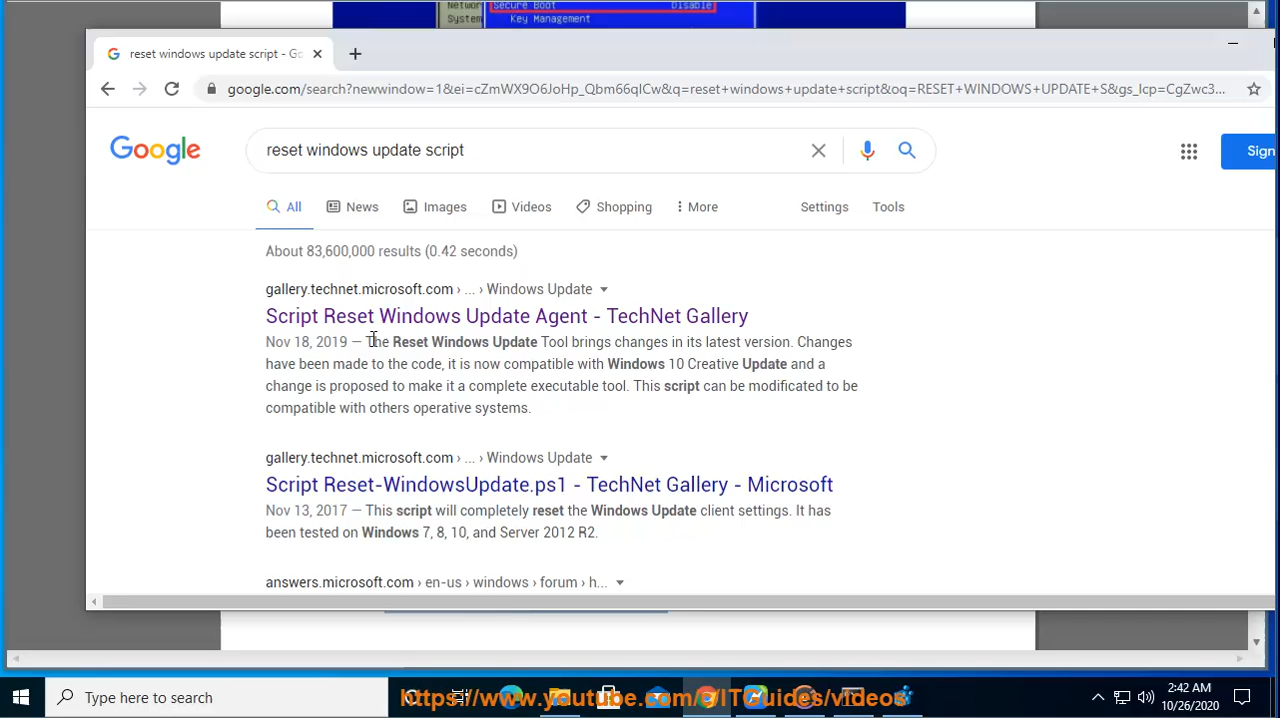 Networ
Secure Boot Disable
System
Key Management
reset windows update script - Go
google.com/search?newwindow=1&ei=cZmWX9O6JoHp_Qbm66qICw&q=reset+windows+update+script&oq=RESET+WINDOWS+UPDATE+S&gs_lcp=CgZwc3...
Google
reset windows update script
Sign
All News Images Videos Shopping More Settings Tools
About 83,600,000 results (0.42 seconds)
gallery.technet.microsoft.com › ... › Windows Update
Script Reset Windows Update Agent - TechNet Gallery
Nov 18, 2019 — The Reset Windows Update Tool brings changes in its latest version. Changes
have been made to the code, it is now compatible with Windows 10 Creative Update and a
change is proposed to make it a complete executable tool. This script can be modificated to be
compatible with others operative systems.
gallery.technet.microsoft.com › ... › Windows Update
Script Reset-WindowsUpdate.ps1 - TechNet Gallery - Microsoft
Nov 13, 2017 — This script will completely reset the Windows Update client settings. It has
been tested on Windows 7, 8, 10, and Server 2012 R2.
answers.microsoft.com › en-us › windows › forum › h...
Type here to search
https://www.youtube.com/c/ITGuides/videos
2:42 AM
10/26/2020